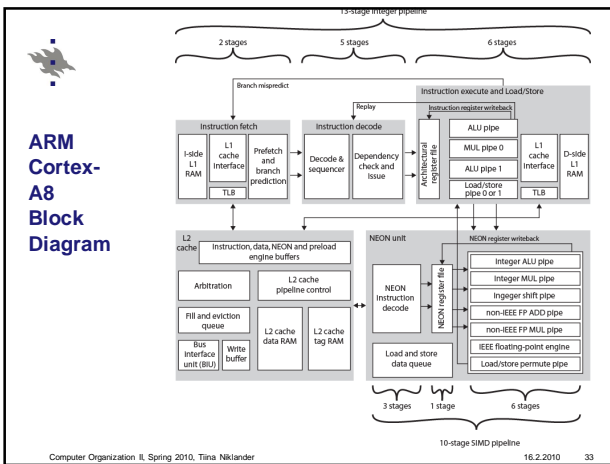 13-stage integer pipeline
2 stages
5 stages
6 stages
ARM
Cortex-
A8
Block
Diagram
Branch mispredict
Instruction execute and Load/Store
Replay
Instruction register writeback
Instruction fetch
I-side
L1
RAM
L1
cache
interface
TLB
Prefetch
and
branch
prediction
Instruction decode
Decode &
sequencer
Dependency
check and
Issue
Architectural
register file
ALU pipe
MUL pipe 0
ALU pipe 1
Load/store
pipe 0 or 1
L1
cache
Interface
TLB
D-side
L1
RAM
L2
cache
Instruction, data, NEON and preload
engine buffers
Arbitration
L2 cache
pipeline control
Fill and eviction
queue
Bus
interface
unit (BIU)
Write
buffer
L2 cache
data RAM
L2 cache
tag RAM
NEON unit
NEON register writeback
NEON
Instruction
decode
NEON register file
Load and store
data queue
Integer ALU pipe
Integer MUL pipe
Ingeger shift pipe
non-IEEE FP ADD pipe
non-IEEE FP MUL pipe
IEEE floating-point engine
Load/store permute pipe
3 stages
1 stage
6 stages
10-stage SIMD pipeline
Computer Organization II, Spring 2010, Tiina Niklander
16.2.2010
33